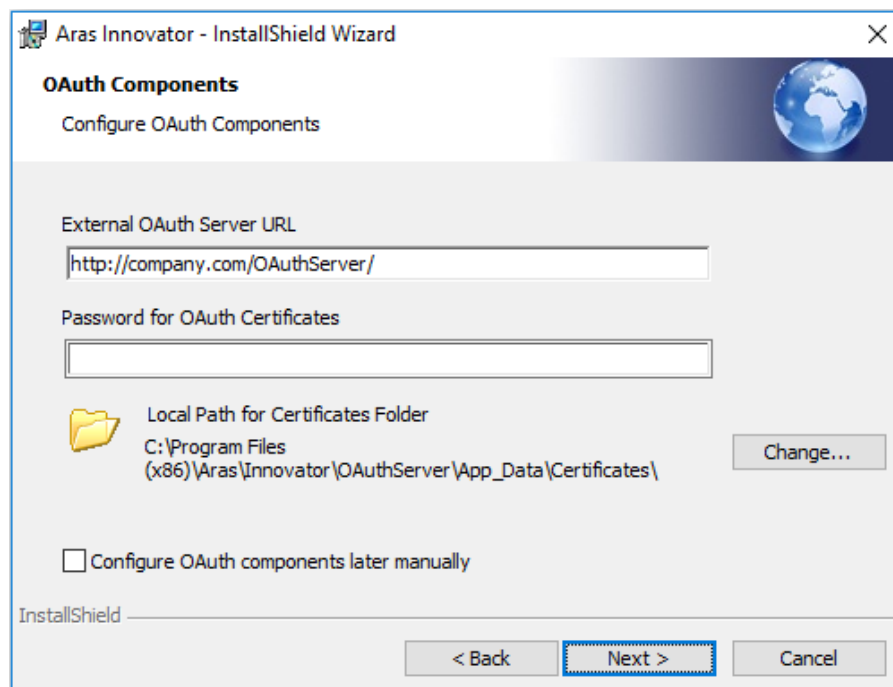 Aras Innovator - InstallShield Wizard
OAuth Components
Configure OAuth Components
External OAuth Server URL
http://company.com/OAuthServer/
Password for OAuth Certificates
Local Path for Certificates Folder
C:\Program Files
(x86)\Aras\Innovator\OAuthServer\App_Data\Certificates\
Change...
Configure OAuth components later manually
InstallShield
< Back
Next >
Cancel